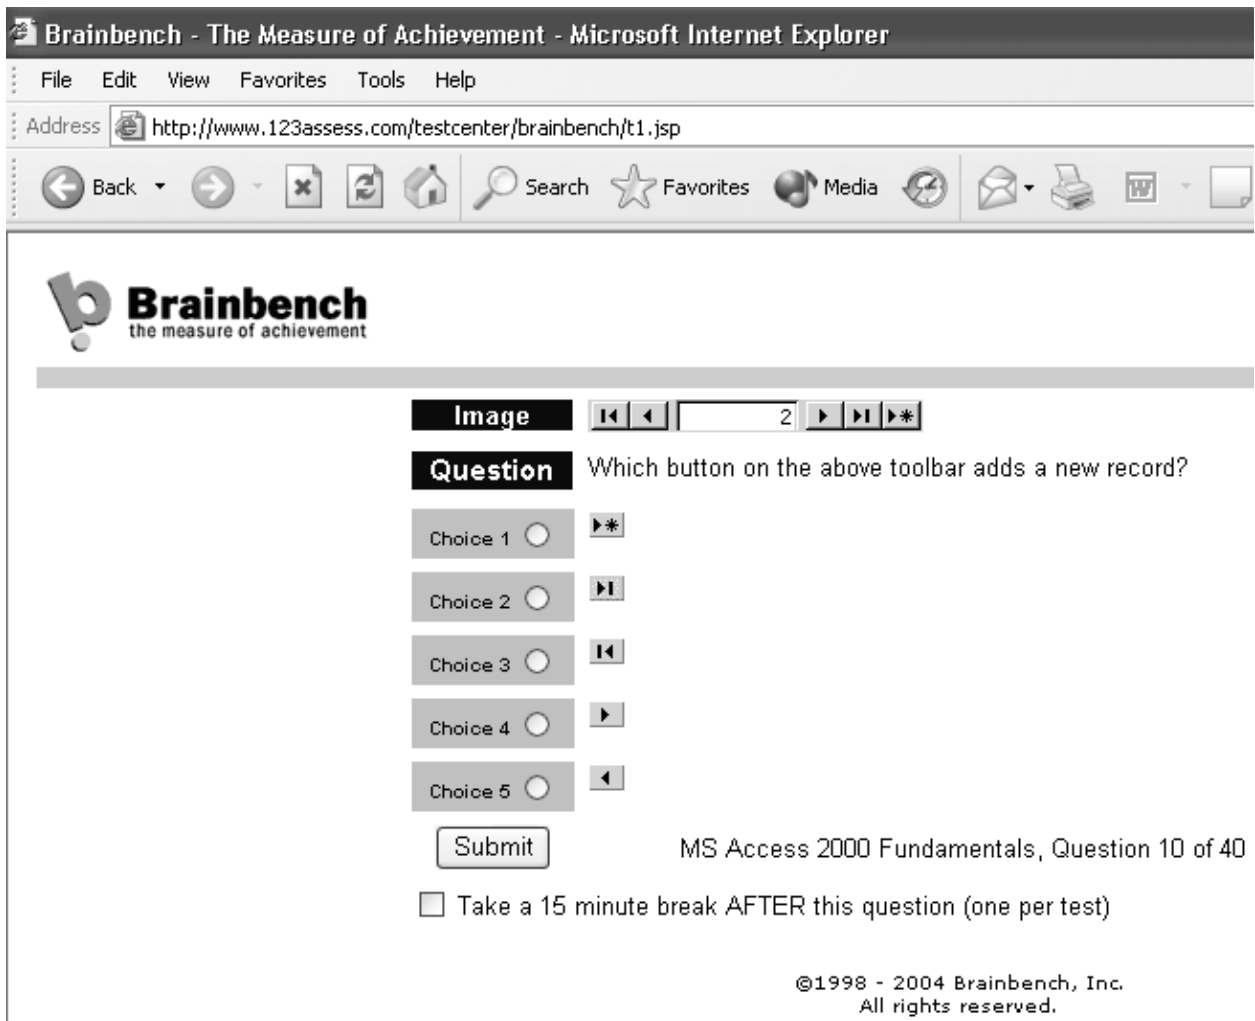 Brainbench - The Measure of Achievement - Microsoft Internet Explorer
File Edit View Favorites Tools Help
Address http://www.123assess.com/testcenter/brainbench/t1.jsp
Back Search Favorites Media
Brainbench
the measure of achievement
Image 2
Question Which button on the above toolbar adds a new record?
Choice 1
Choice 2
Choice 3
Choice 4
Choice 5
Submit MS Access 2000 Fundamentals, Question 10 of 40
Take a 15 minute break AFTER this question (one per test)
©1998 - 2004 Brainbench, Inc.
All rights reserved.